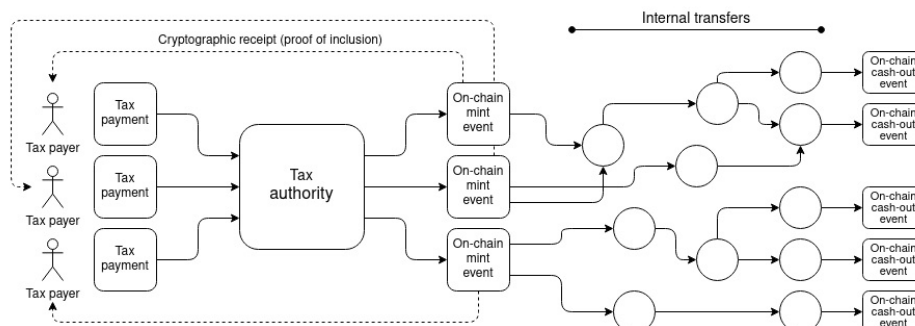 Internal transfers
Cryptographic receipt (proof of inclusion)
Tax payer
Tax
payment
On-chain
mint
event
On-chain
cash-out
event
On-chain
cash-out
event
Tax payer
Tax
payment
Tax
authority
On-chain
mint
event
Tax payer
Tax
payment
On-chain
mint
event
On-chain
cash-out
event
On-chain
cash-out
event
On-chain
cash-out
event